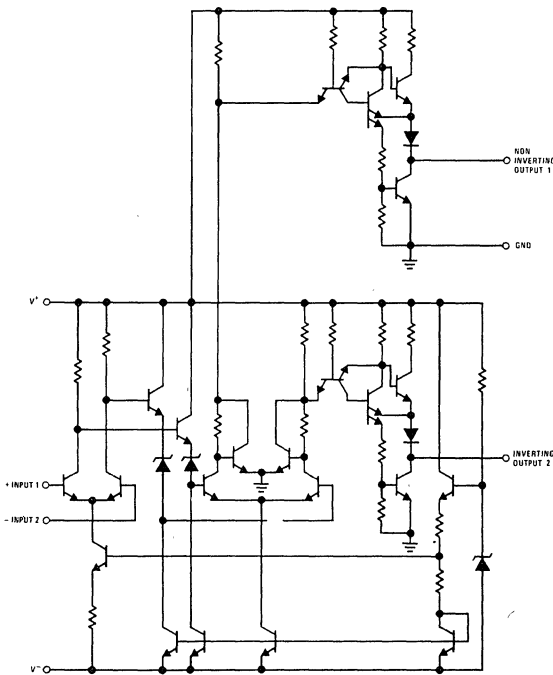 NON
INVERTING
OUTPUT 1
GND
V+
INVERTING
OUTPUT 2
+ INPUT 1
− INPUT 2
V−